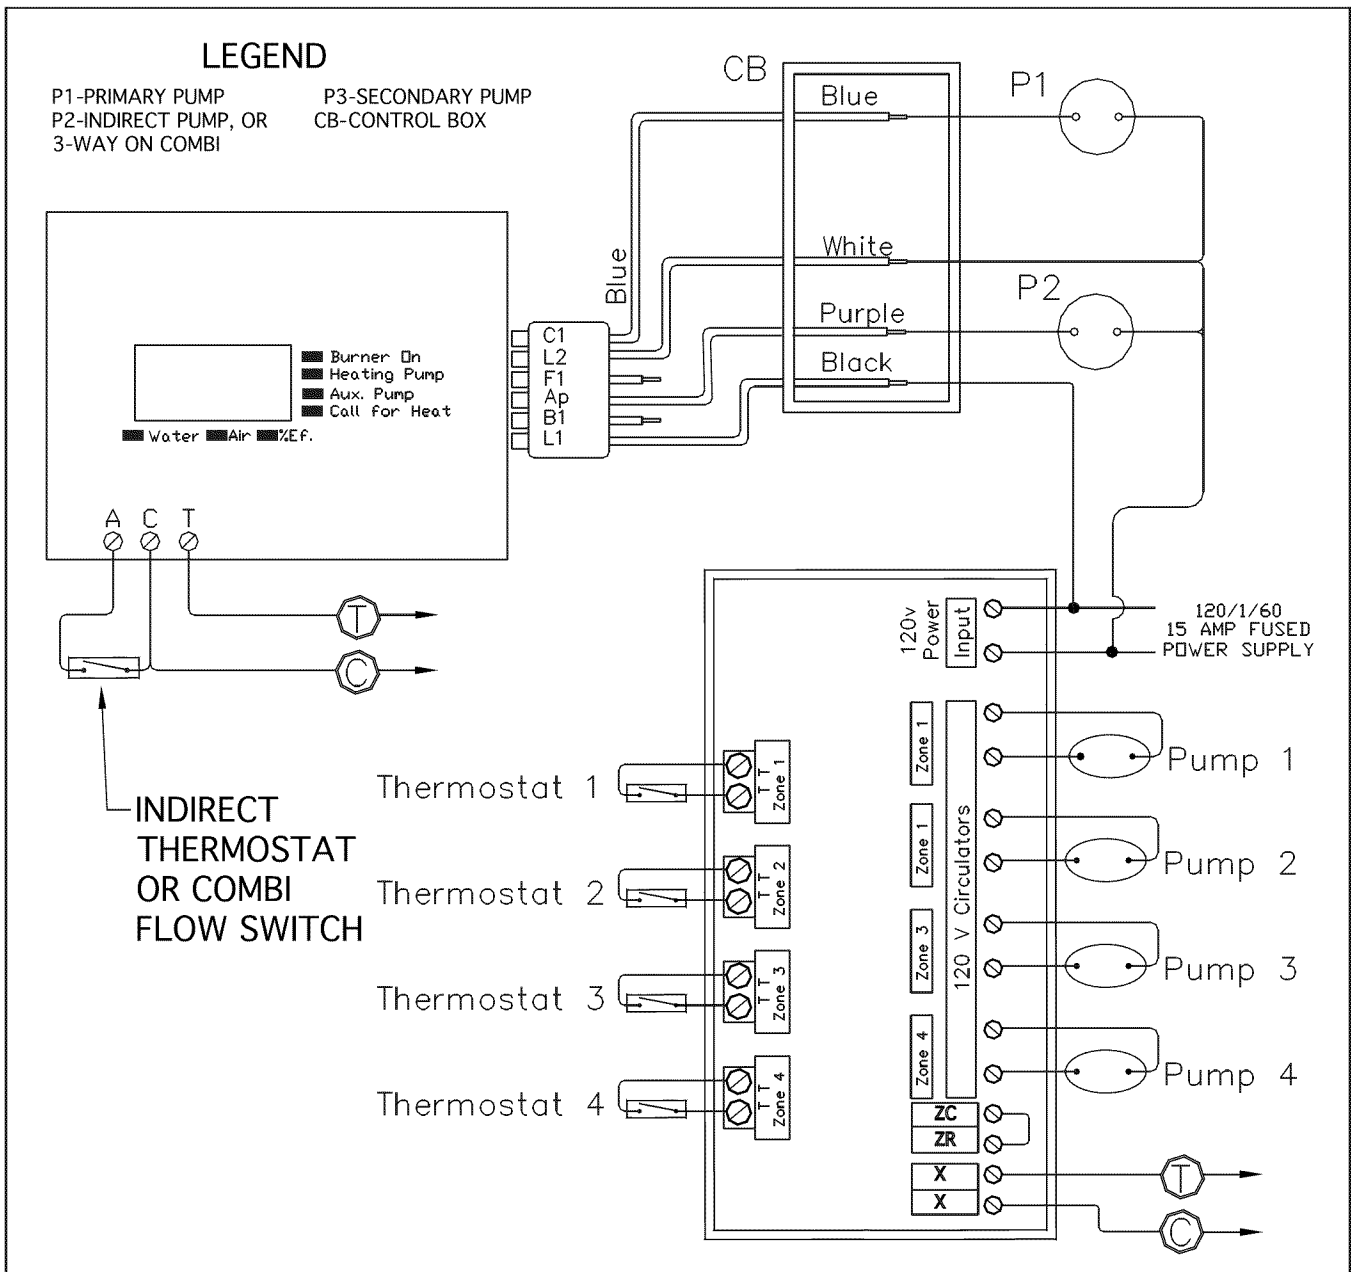 LEGEND
P1-PRIMARY PUMP
P3-SECONDARY PUMP
P2-INDIRECT PUMP, OR
CB-CONTROL BOX
3-WAY ON COMBI
CB
P1
Blue
White
P2
Purple
Black
Blue
C1
L2
F1
Ap
B1
L1
Burner On
Heating Pump
Aux. Pump
Call for Heat
Water
Air
%Ef.
A
C
T
T
C
INDIRECT
THERMOSTAT
OR COMBI
FLOW SWITCH
120v
Power
Input
120/1/60
15 AMP FUSED
POWER SUPPLY
Thermostat 1
T T
Zone 1
Zone 1
Pump 1
Thermostat 2
T T
Zone 2
Zone 1
120 V Circulators
Pump 2
Thermostat 3
T T
Zone 3
Zone 3
Pump 3
Thermostat 4
T T
Zone 4
Zone 4
Pump 4
ZC
ZR
X
T
X
C